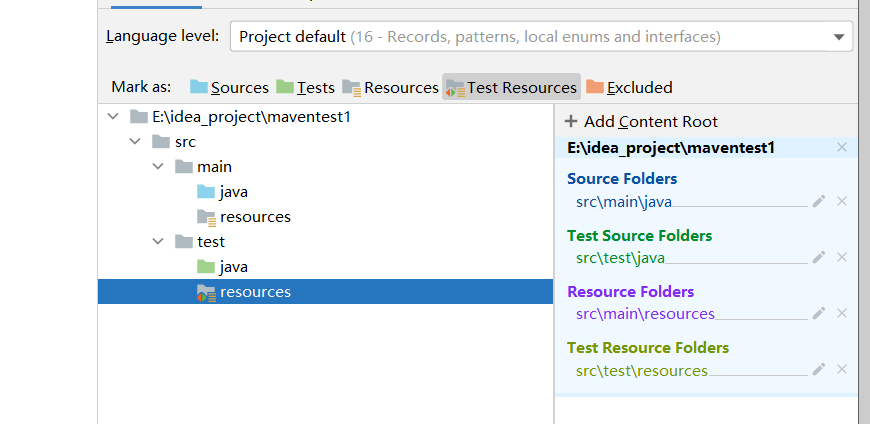 Language level:
Project default (16 - Records, patterns, local enums and interfaces)
Mark as: Sources Tests Resources Test Resources Excluded
E:\idea_project\maventest1
src
main
java
resources
test
java
resources
Add Content Root
E:\idea_project\maventest1
Source Folders
src\main\java
Test Source Folders
src\test\java
Resource Folders
src\main\resources
Test Resource Folders
src\test\resources